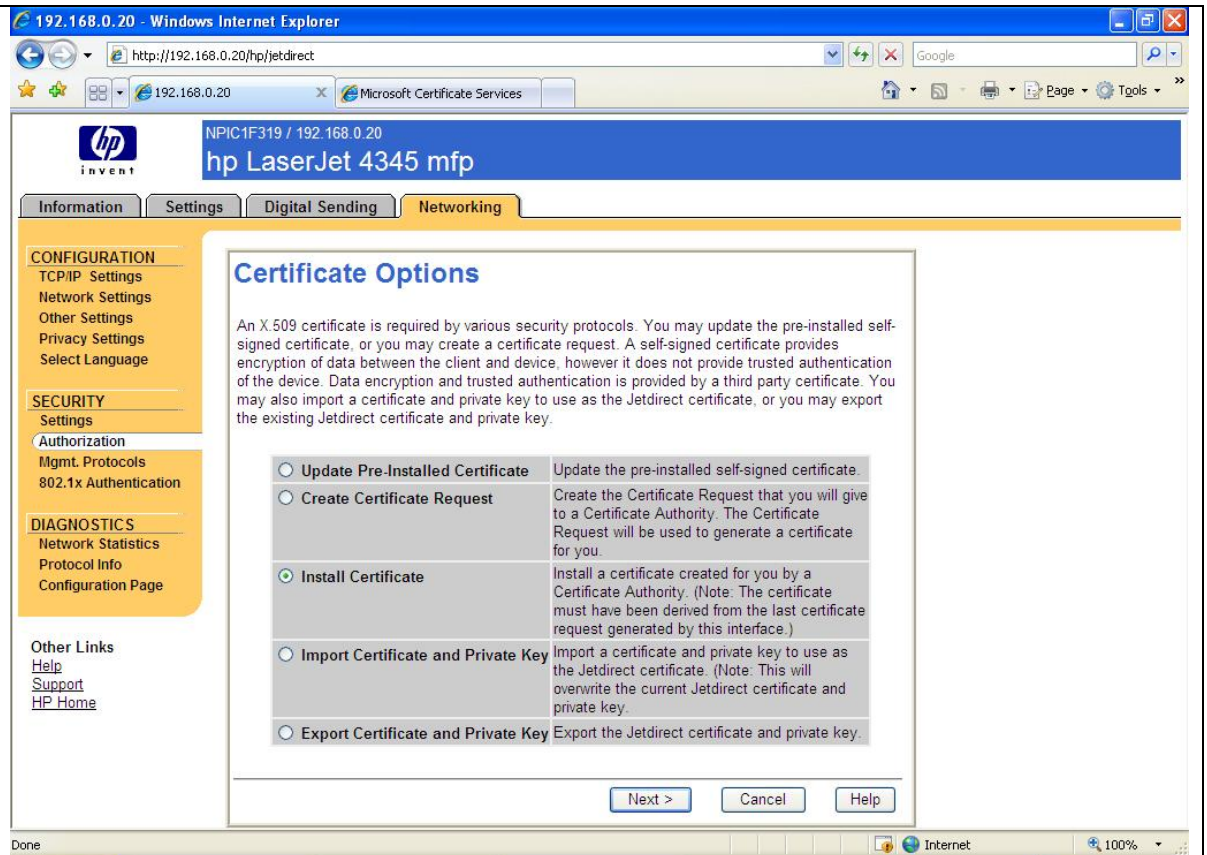 192.168.0.20 - Windows Internet Explorer
http://192.168.0.20/hp/jetdirect
Google
192.168.0.20
Microsoft Certificate Services
Page
Tools
hp
invent
NPIC1F319 / 192.168.0.20
hp LaserJet 4345 mfp
Information
Settings
Digital Sending
Networking
CONFIGURATION
TCP/IP Settings
Network Settings
Other Settings
Privacy Settings
Select Language
SECURITY
Settings
Authorization
Mgmt. Protocols
802.1x Authentication
DIAGNOSTICS
Network Statistics
Protocol Info
Configuration Page
Other Links
Help
Support
HP Home
Certificate Options
An X.509 certificate is required by various security protocols. You may update the pre-installed self-
signed certificate, or you may create a certificate request. A self-signed certificate provides
encryption of data between the client and device, however it does not provide trusted authentication
of the device. Data encryption and trusted authentication is provided by a third party certificate. You
may also import a certificate and private key to use as the Jetdirect certificate, or you may export
the existing Jetdirect certificate and private key.
Update Pre-Installed Certificate
Update the pre-installed self-signed certificate.
Create Certificate Request
Create the Certificate Request that you will give
to a Certificate Authority. The Certificate
Request will be used to generate a certificate
for you.
Install Certificate
Install a certificate created for you by a
Certificate Authority. (Note: The certificate
must have been derived from the last certificate
request generated by this interface.)
Import Certificate and Private Key
Import a certificate and private key to use as
the Jetdirect certificate. (Note: This will
overwrite the current Jetdirect certificate and
private key.
Export Certificate and Private Key
Export the Jetdirect certificate and private key.
Next >
Cancel
Help
Done
Internet
100%